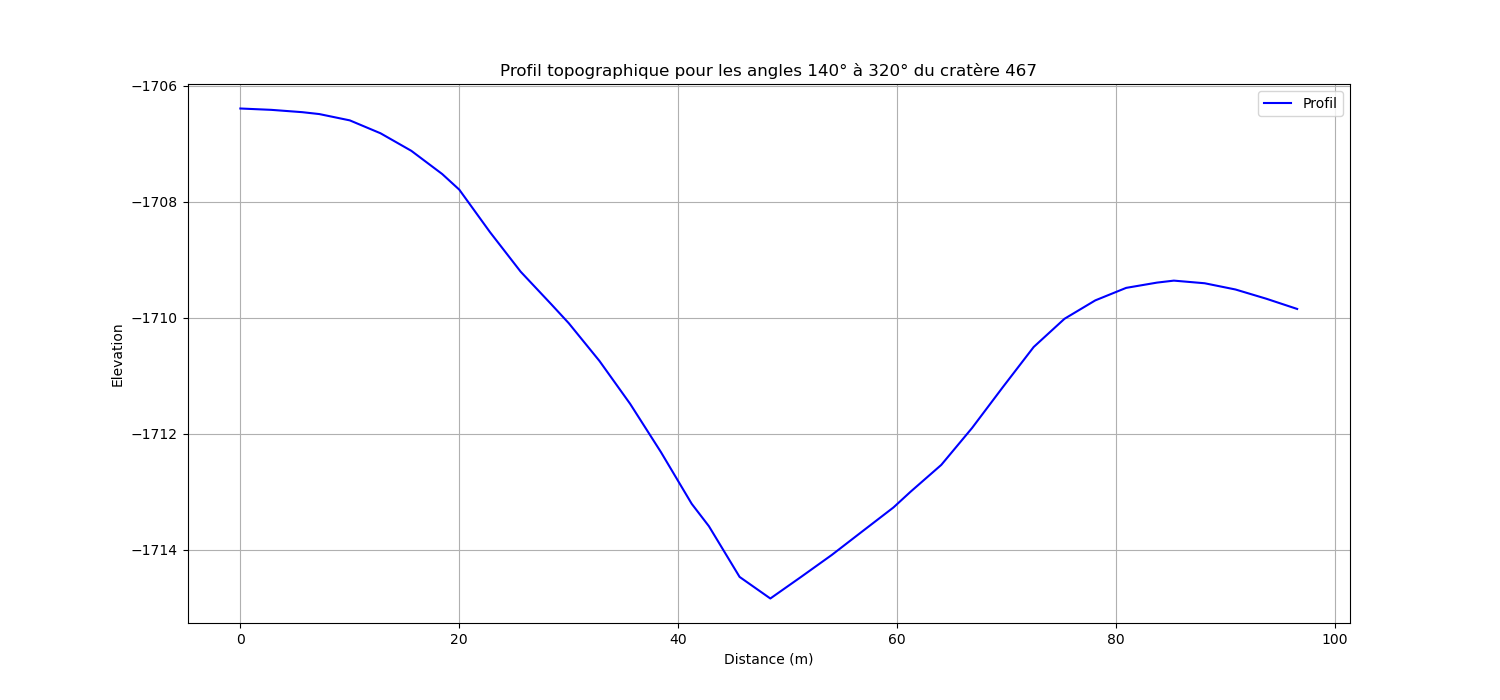 Profil topographique pour les angles 140° à 320° du cratère 467
Profil
−1706
−1708
−1710
−1712
−1714
Elevation
0 20 40 60 80 100
Distance (m)